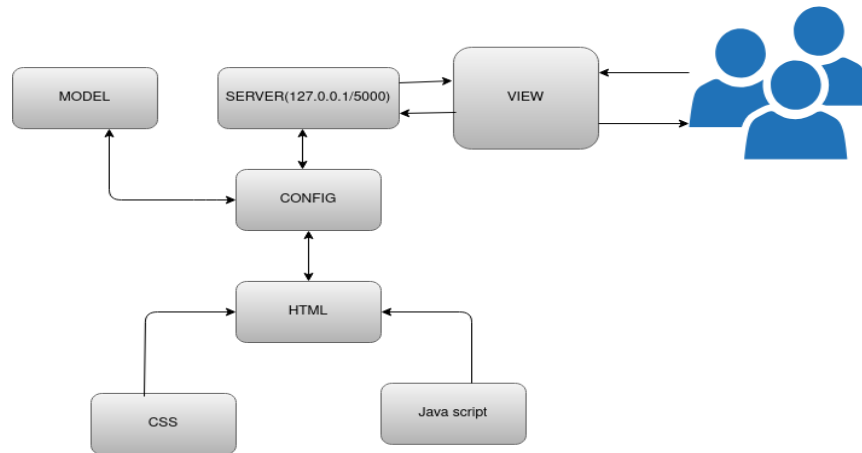 MODEL
SERVER(127.0.0.1/5000)
VIEW
CONFIG
HTML
CSS
Java script